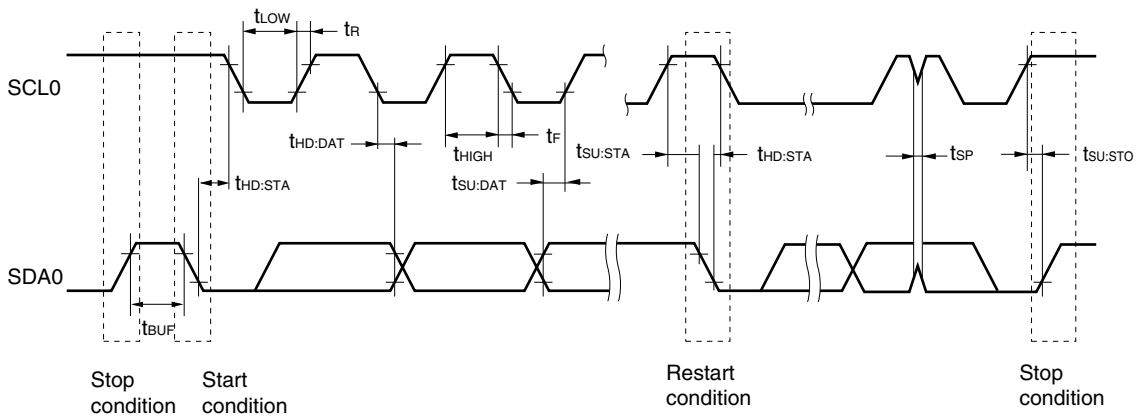 tLOW
tR
SCL0
tHD:DAT
tHIGH
tF
tSU:STA
tHD:STA
tSP
tSU:STO
tHD:STA
tSU:DAT
SDA0
tBUF
Stop
condition
Start
condition
Restart
condition
Stop
condition